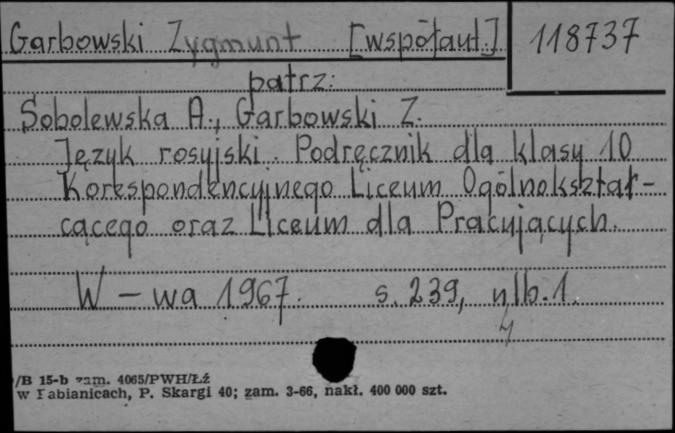 Garbowski Zygmunt [współaut.] 118737
patrz:
Sobolewska A., Garbowski Z.
Język rosyjski. Podręcznik dla klasy 10
Korespondencyjnego Liceum Ogólnokształ-
cącego oraz Liceum dla Pracujących.
W-wa 1967. s. 239, nlb. 1.
4
/B 15-b zam. 4065/PWH/Łź
w Pabianicach, P. Skargi 40; zam. 3-66, nakł. 400 000 szt.